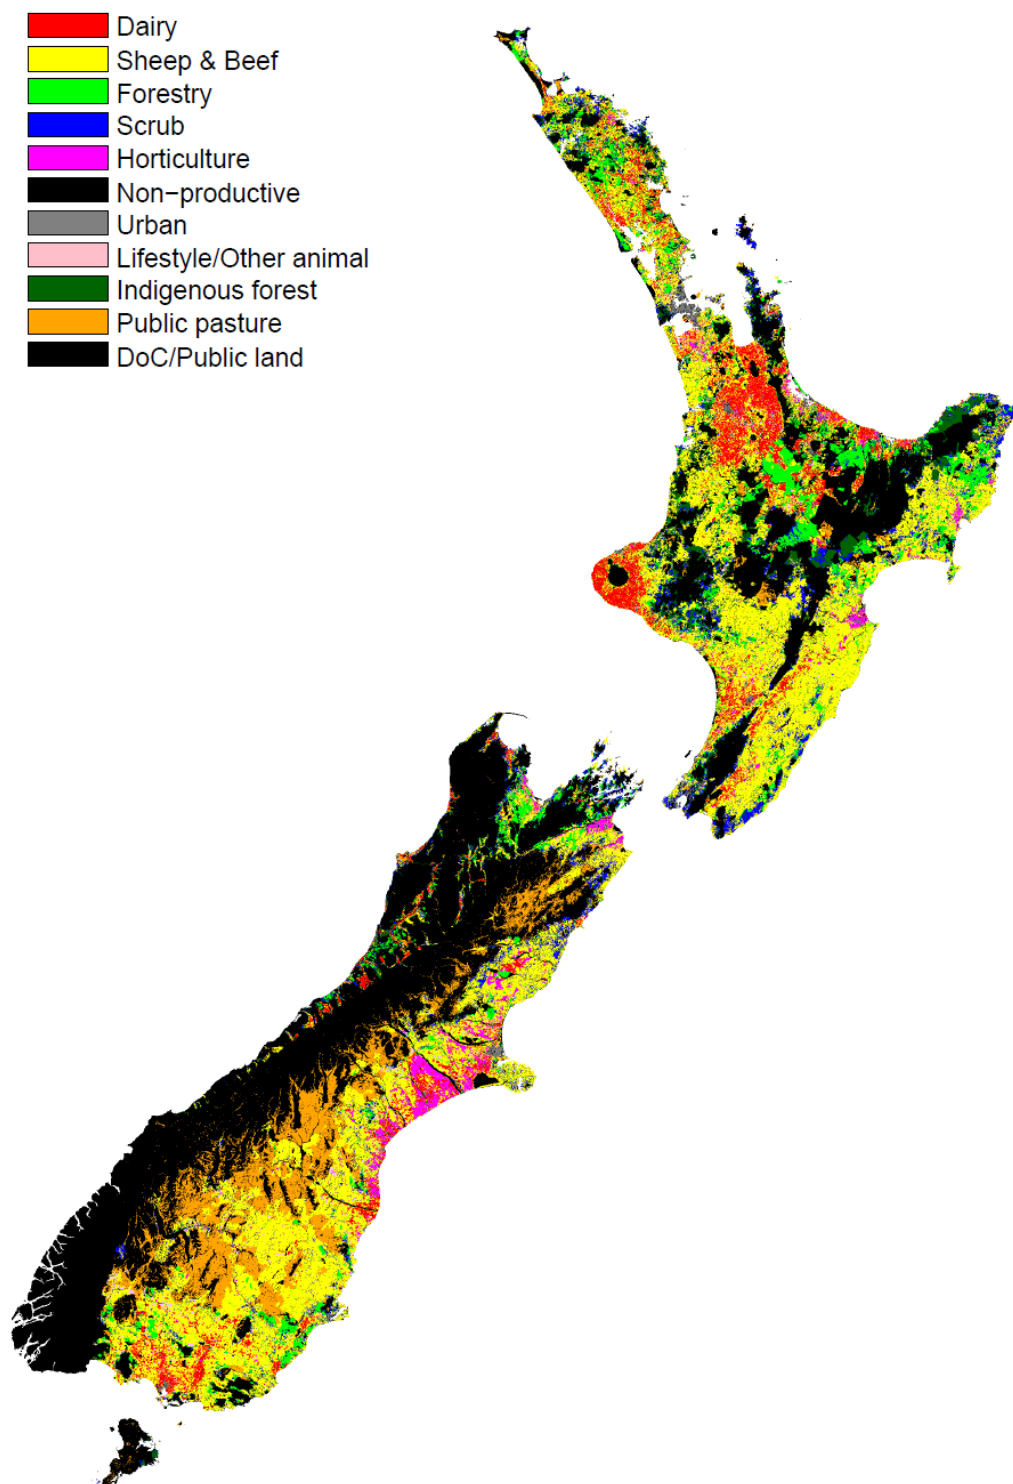 Dairy
Sheep & Beef
Forestry
Scrub
Horticulture
Non−productive
Urban
Lifestyle/Other animal
Indigenous forest
Public pasture
DoC/Public land